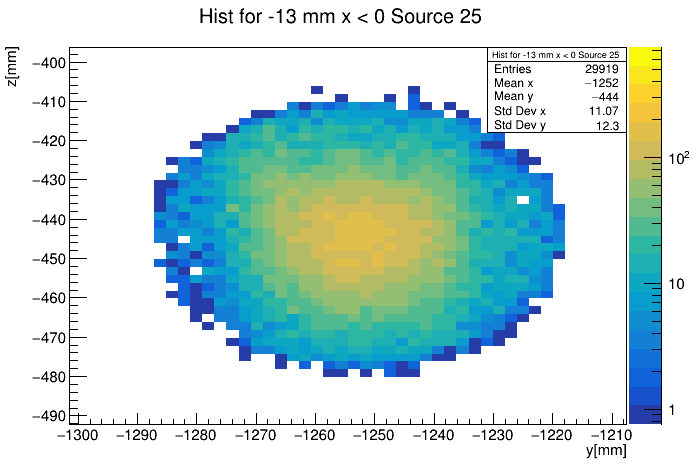 Hist for -13 mm x < 0 Source 25
z[mm]
−400
−410
−420
−430
−440
−450
−460
−470
−480
−490
Hist for -13 mm x < 0 Source 25
Entries 29919
Mean x −1252
Mean y −444
Std Dev x 11.07
Std Dev y 12.3
10²
10
1
−1300 −1290 −1280 −1270 −1260 −1250 −1240 −1230 −1220 −1210
y[mm]